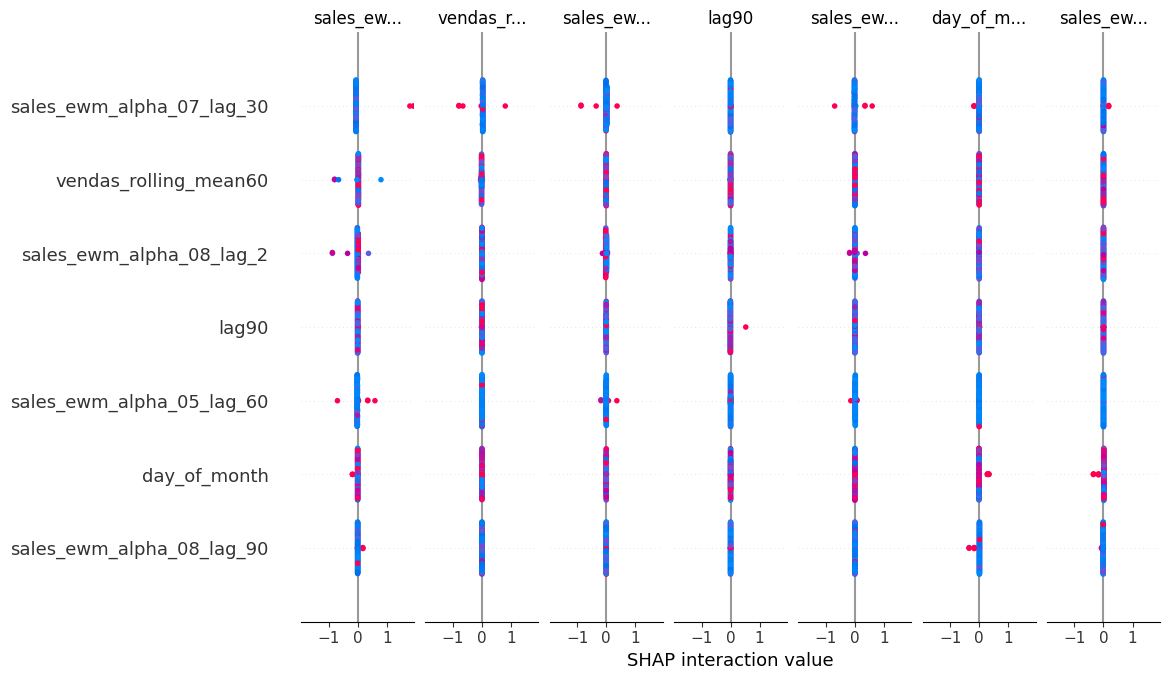 sales_ew... vendas_r... sales_ew... lag90 sales_ew... day_of_m... sales_ew...
sales_ewm_alpha_07_lag_30
vendas_rolling_mean60
sales_ewm_alpha_08_lag_2
lag90
sales_ewm_alpha_05_lag_60
day_of_month
sales_ewm_alpha_08_lag_90
−1 0 1 −1 0 1 −1 0 1 −1 0 1 −1 0 1 −1 0 1 −1 0 1
SHAP interaction value